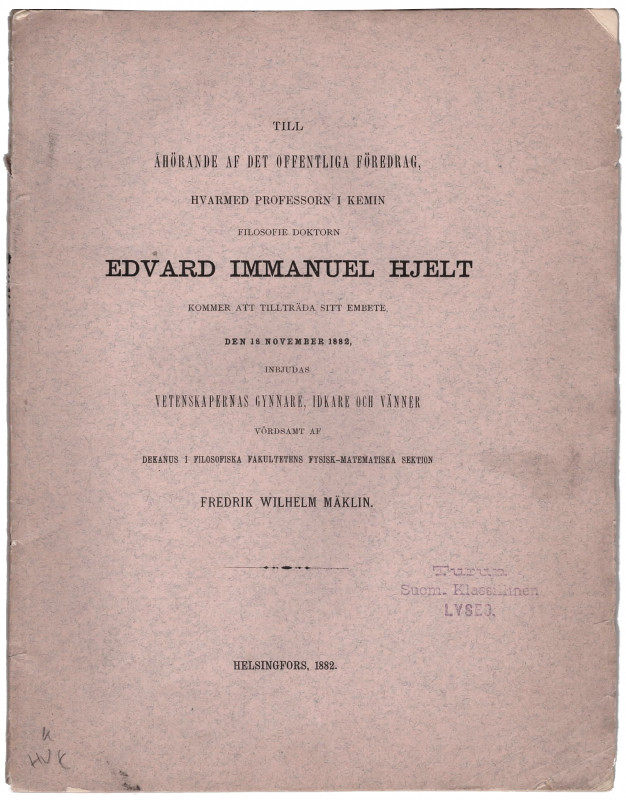 TILL
ÅHÖRANDE AF DET OFFENTLIGA FÖREDRAG,
HVARMED PROFESSORN I KEMIN
FILOSOFIE DOKTORN
EDVARD IMMANUEL HJELT
KOMMER ATT TILLTRÄDA SITT EMBETE
DEN 18 NOVEMBER 1882,
INBJUDAS
VETENSKAPERNAS GYNNARE, IDKARE OCH VÄNNER
VÖRDSAMT AF
DEKANUS I FILOSOFISKA FAKULTETENS FYSISK-MATEMATISKA SEKTION
FREDRIK WILHELM MÄKLIN.
Turun
Suom. Klassillinen
LYSEO.
HELSINGFORS, 1882.